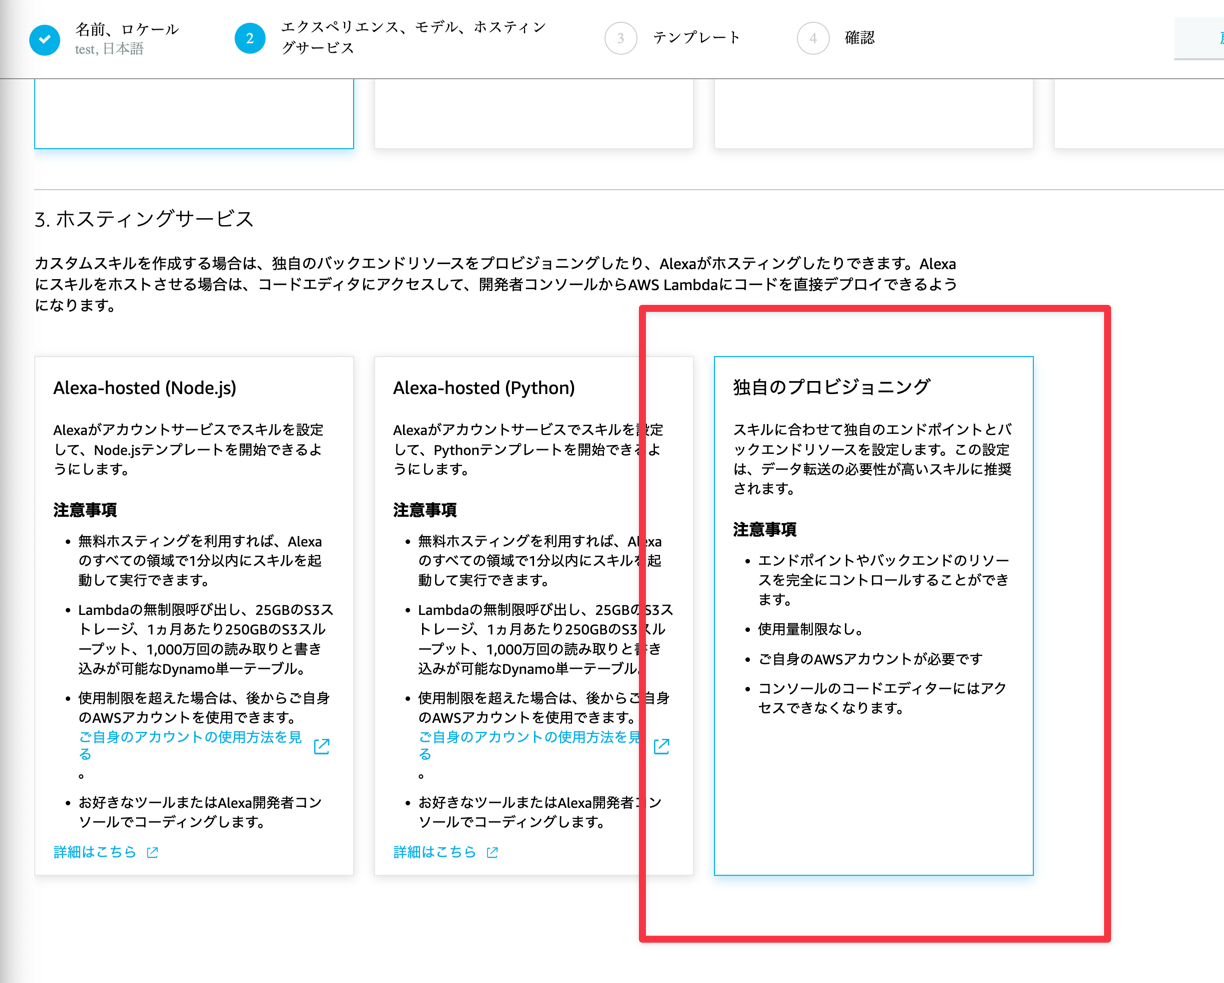 名前、ロケール
test, 日本語
2
エクスペリエンス、モデル、ホスティン
グサービス
3
テンプレート
4
確認
3. ホスティングサービス
カスタムスキルを作成する場合は、独自のバックエンドリソースをプロビジョニングしたり、Alexaがホスティングしたりできます。Alexa
にスキルをホストさせる場合は、コードエディタにアクセスして、開発者コンソールからAWS Lambdaにコードを直接デプロイできるよう
になります。
Alexa-hosted (Node.js)
Alexaがアカウントサービスでスキルを設定
して、Node.jsテンプレートを開始できるよ
うにします。
注意事項
• 無料ホスティングを利用すれば、Alexa
のすべての領域で1分以内にスキルを起
動して実行できます。
• Lambdaの無制限呼び出し、25GBのS3ス
トレージ、1ヵ月あたり250GBのS3スル
ープット、1,000万回の読み取りと書き
込みが可能なDynamo単一テーブル。
• 使用制限を超えた場合は、後からご自身
のAWSアカウントを使用できます。
ご自身のアカウントの使用方法を見
る
。
• お好きなツールまたはAlexa開発者コン
ソールでコーディングします。
詳細はこちら
Alexa-hosted (Python)
Alexaがアカウントサービスでスキルを設定
して、Pythonテンプレートを開始できるよ
うにします。
注意事項
• 無料ホスティングを利用すれば、Alexa
のすべての領域で1分以内にスキルを起
動して実行できます。
• Lambdaの無制限呼び出し、25GBのS3ス
トレージ、1ヵ月あたり250GBのS3スル
ープット、1,000万回の読み取りと書き
込みが可能なDynamo単一テーブル。
• 使用制限を超えた場合は、後からご自身
のAWSアカウントを使用できます。
ご自身のアカウントの使用方法を見
る
。
• お好きなツールまたはAlexa開発者コン
ソールでコーディングします。
詳細はこちら
独自のプロビジョニング
スキルに合わせて独自のエンドポイントとバ
ックエンドリソースを設定します。この設定
は、データ転送の必要性が高いスキルに推奨
されます。
注意事項
• エンドポイントやバックエンドのリソー
スを完全にコントロールすることができ
ます。
• 使用量制限なし。
• ご自身のAWSアカウントが必要です
• コンソールのコードエディターにはアク
セスできなくなります。